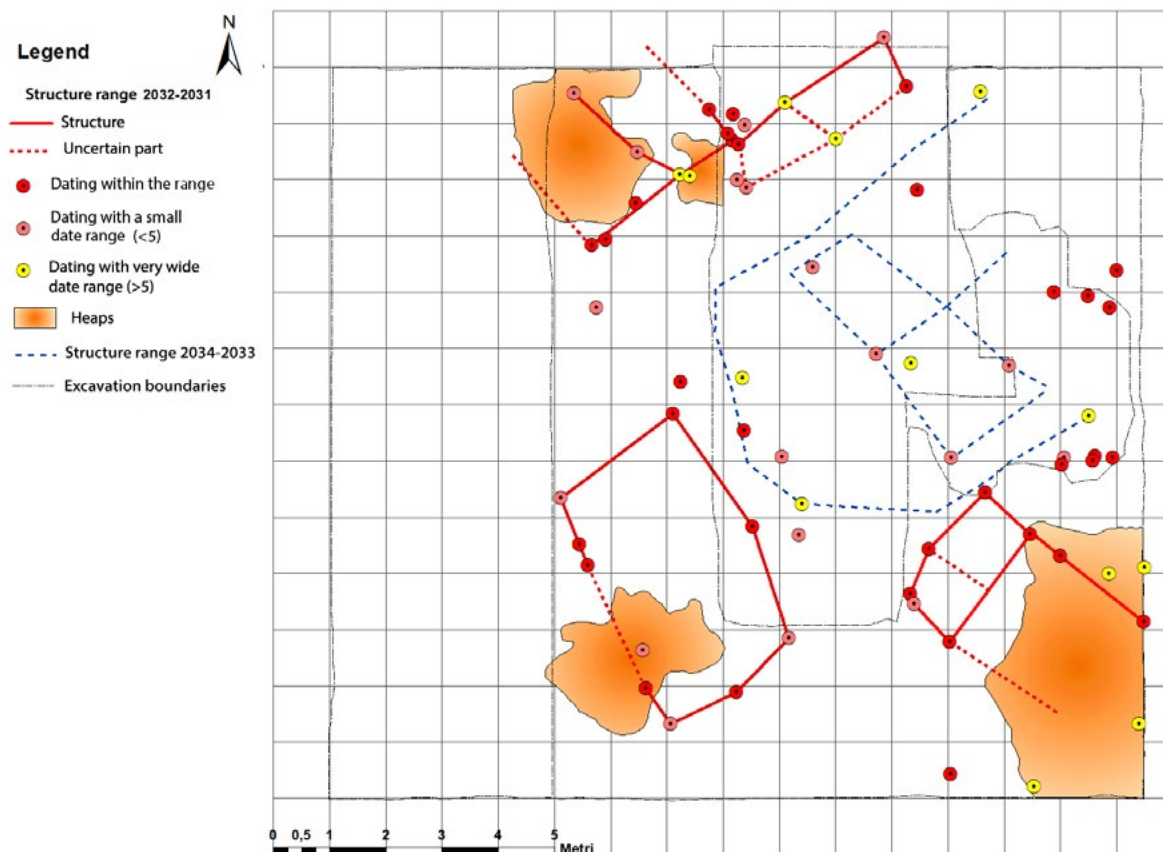 N
Legend
Structure range 2032-2031
Structure
Uncertain part
Dating within the range
Dating with a small
date range (<5)
Dating with very wide
date range (>5)
Heaps
Structure range 2034-2033
Excavation boundaries
0 0,5 1 2 3 4 5
Metri